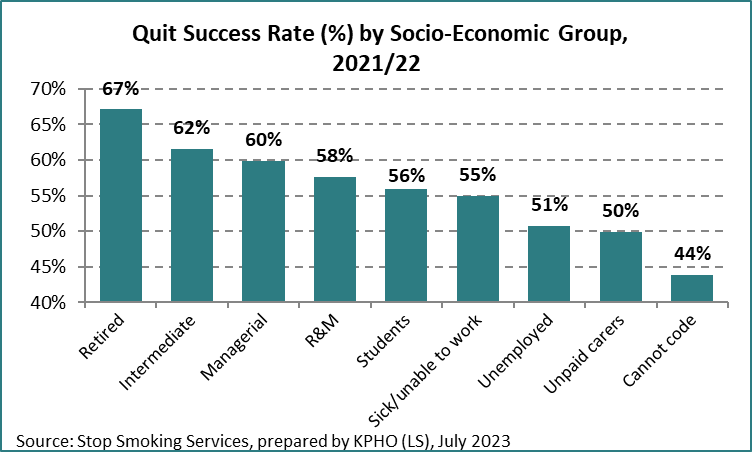 Quit Success Rate (%) by Socio-Economic Group,
2021/22
70%
65%
60%
55%
50%
45%
40%
67%
62%
60%
58%
56%
55%
51%
50%
44%
Retired
Intermediate
Managerial
R&M
Students
Sick/unable to work
Unemployed
Unpaid carers
Cannot code
Source: Stop Smoking Services, prepared by KPHO (LS), July 2023